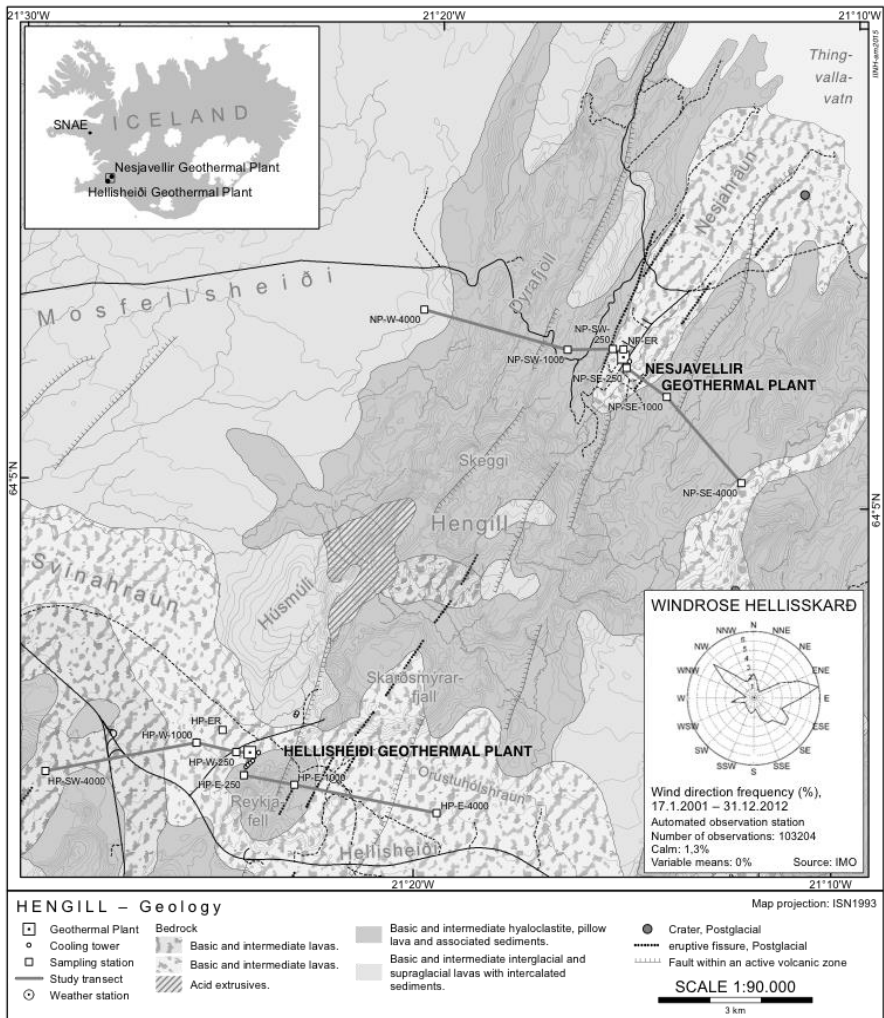 21°30'W
21°20'W
21°10'W
IINH-am2015
SNAE
ICELAND
Nesjavellir Geothermal Plant
Hellisheiði Geothermal Plant
Thing-
valla-
vatn
Nesjahraun
Mosfellsheiði
Dyrafjöll
NP-W-4000
NP-SW-
250
NP-ER
NP-SW-1000
NP-SE-250
NESJAVELLIR
GEOTHERMAL PLANT
NP-SE-1000
64°5'N
Skeggi
NP-SE-4000
64°5'N
Hengill
Svínahraun
Húsmúli
Skarðsmýrar-
fjall
HP-ER
HP-W-1000
HP-W-250
HELLISHEIÐI GEOTHERMAL PLANT
HP-SW-4000
HP-E-250
HP-E-1000
Orustuhólshraun
Reykja-
fell
HP-E-4000
Hellisheiði
WINDROSE HELLISSKARÐ
N
NNW
NNE
NW
NE
WNW
ENE
W
E
WSW
ESE
SW
SE
SSW
SSE
S
6
5
4
3
2
1
Wind direction frequency (%),
17.1.2001 – 31.12.2012
Automated observation station
Number of observations: 103204
Calm: 1,3%
Variable means: 0%
Source: IMO
21°20'W
21°10'W
HENGILL – Geology
Map projection: ISN1993
Geothermal Plant
Cooling tower
Sampling station
Study transect
Weather station
Bedrock
Basic and intermediate lavas.
Basic and intermediate lavas.
Acid extrusives.
Basic and intermediate hyaloclastite, pillow
lava and associated sediments.
Basic and intermediate interglacial and
supraglacial lavas with intercalated
sediments.
Crater, Postglacial
eruptive fissure, Postglacial
Fault within an active volcanic zone
SCALE 1:90.000
3 km